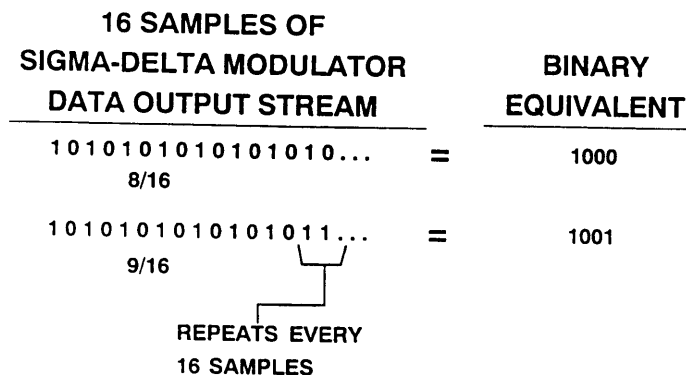 16 SAMPLES OF
SIGMA-DELTA MODULATOR
DATA OUTPUT STREAM
BINARY
EQUIVALENT
1010101010101010... = 1000
8/16
1010101010101011... = 1001
9/16
REPEATS EVERY
16 SAMPLES